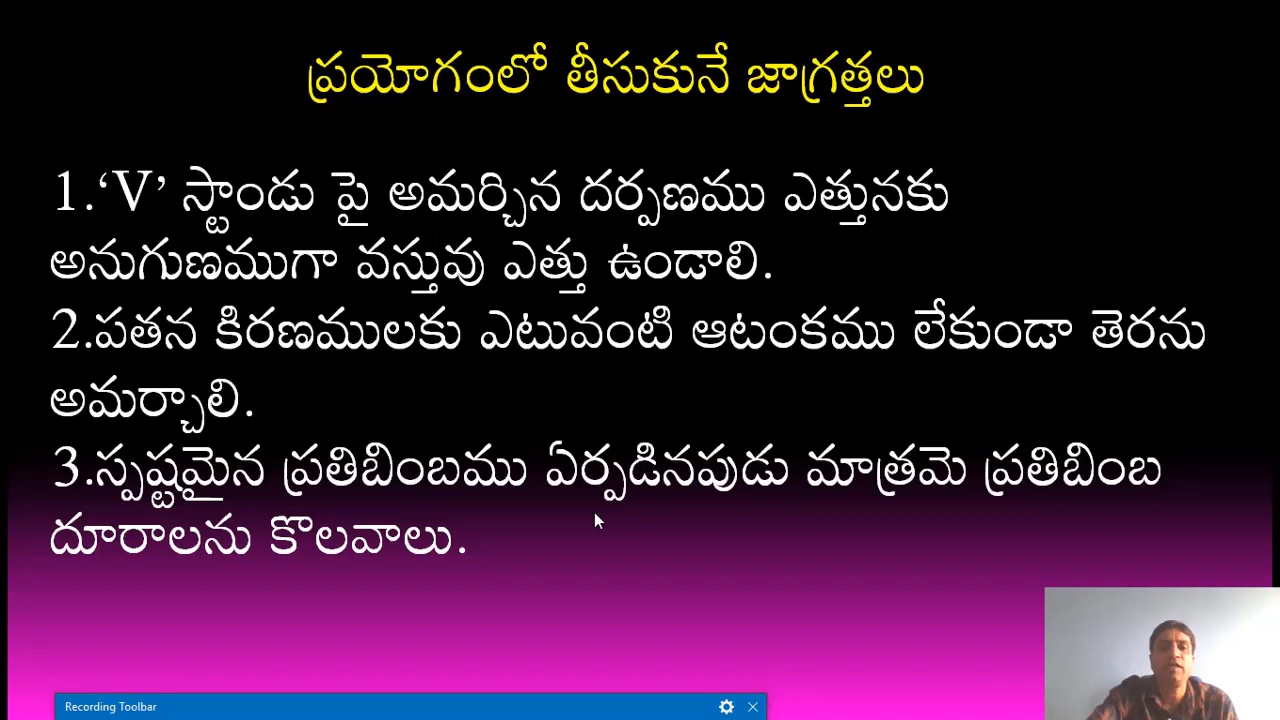 ప్రయోగంలో తీసుకునే జాగ్రత్తలు
1.‘V’ స్టాండు పై అమర్చిన దర్పణము ఎత్తునకు
అనుగుణముగా వస్తువు ఎత్తు ఉండాలి.
2.పతన కిరణములకు ఎటువంటి ఆటంకము లేకుండా తెరను
అమర్చాలి.
3.స్పష్టమైన ప్రతిబింబము ఏర్పడినపుడు మాత్రమె ప్రతిబింబ
దూరాలను కొలవాలు.
Recording Toolbar